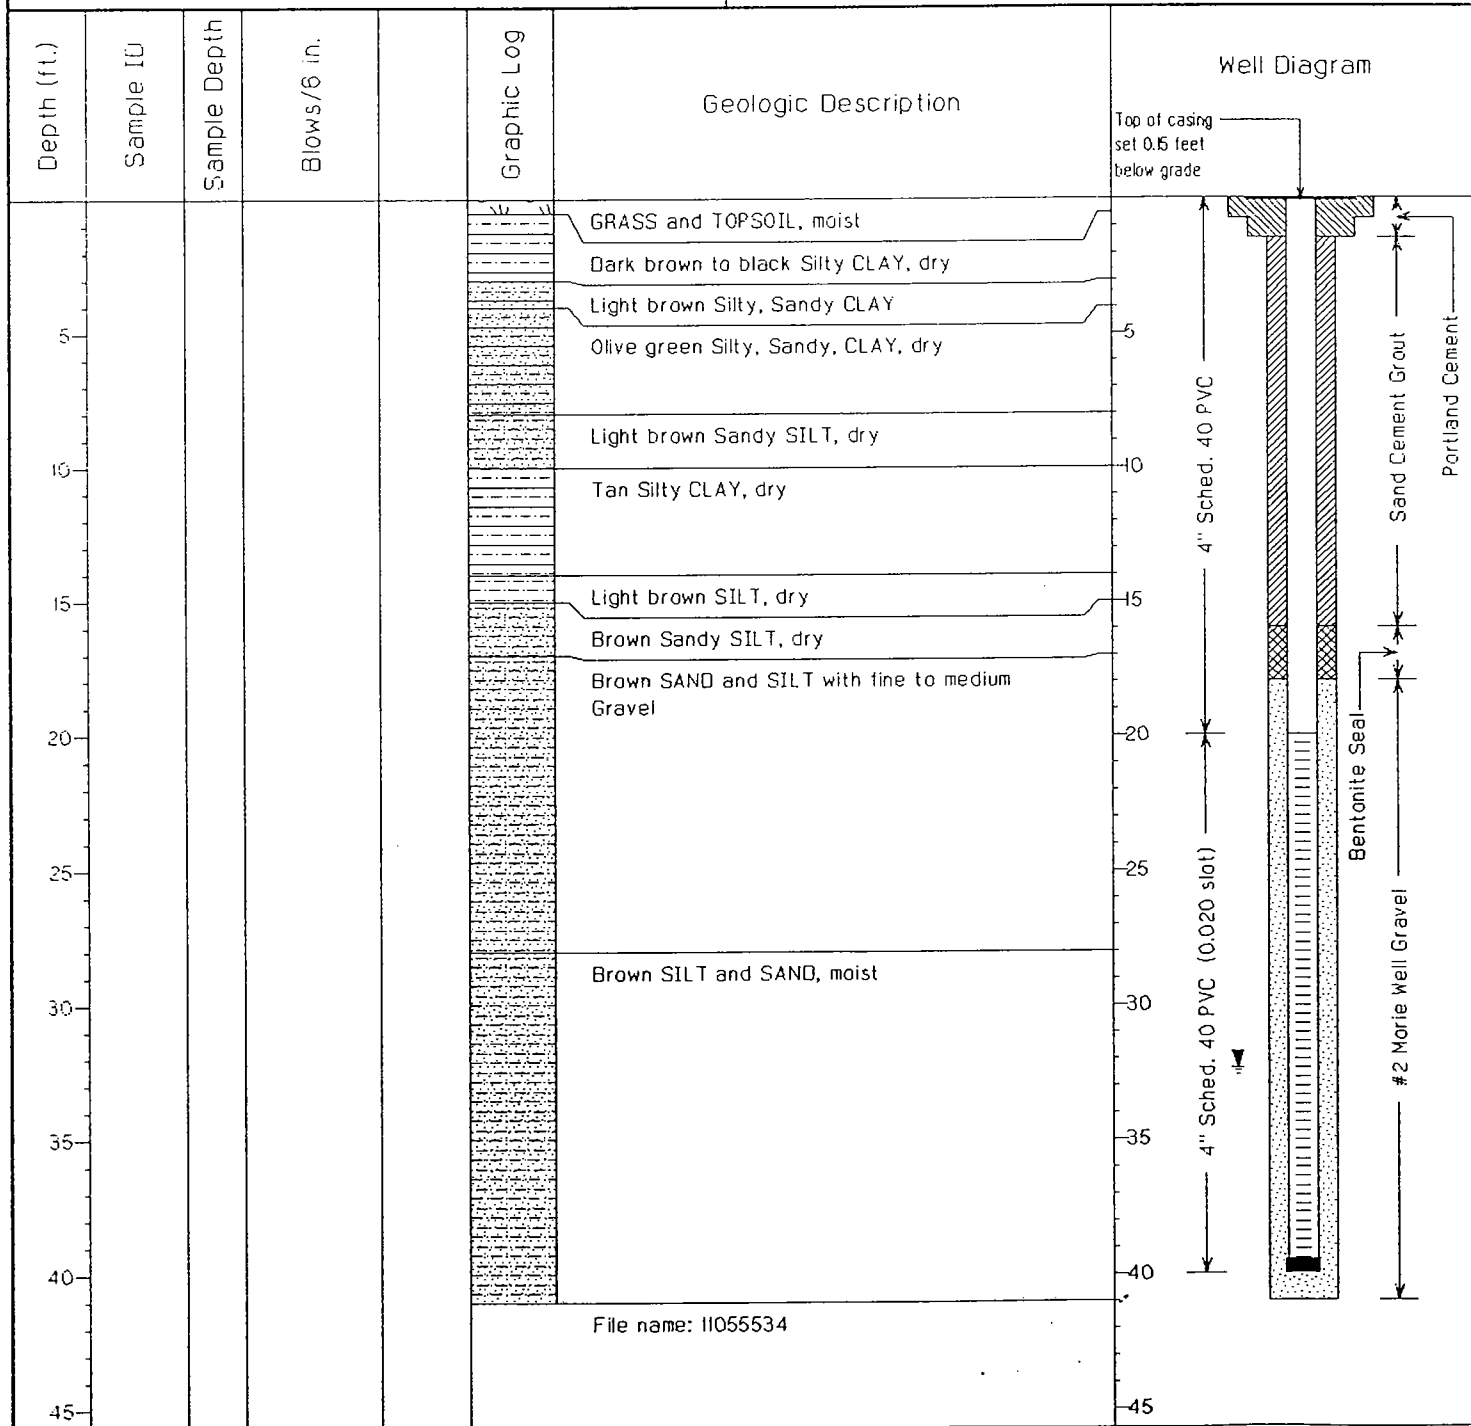 Depth (ft.)
Sample ID
Sample Depth
Blows/6 in.
Graphic Log
Geologic Description
Well Diagram
Top of casing
set 0.15 feet
below grade
GRASS and TOPSOIL, moist
Dark brown to black Silty CLAY, dry
Light brown Silty, Sandy CLAY
Olive green Silty, Sandy, CLAY, dry
Light brown Sandy SILT, dry
Tan Silty CLAY, dry
Light brown SILT, dry
Brown Sandy SILT, dry
Brown SAND and SILT with fine to medium
Gravel
Brown SILT and SAND, moist
File name: 11055534
5
10
15
20
25
30
35
40
45
5
10
15
20
25
30
35
40
45
4" Sched. 40 PVC
4" Sched. 40 PVC (0.020 slot)
Sand Cement Grout
Portland Cement
Bentonite Seal
#2 Morie Well Gravel